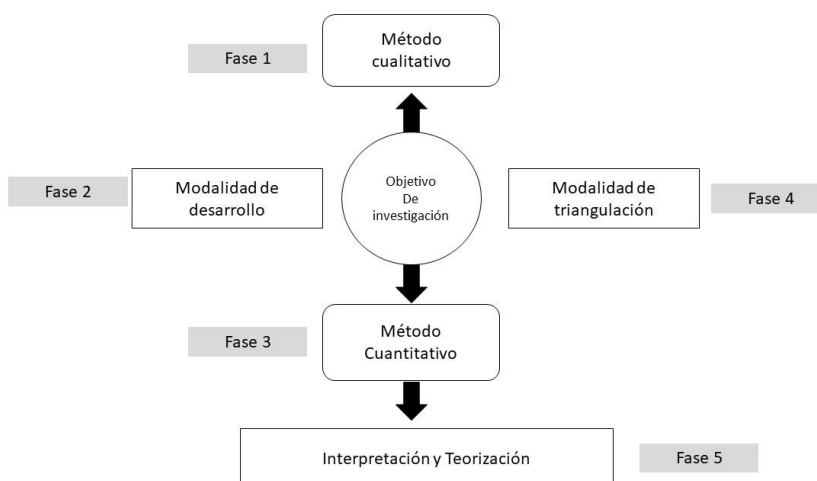 Método
cualitativo
Fase 1
Fase 2
Modalidad de
desarrollo
Objetivo
De
investigación
Modalidad de
triangulación
Fase 4
Método
Cuantitativo
Fase 3
Interpretación y Teorización
Fase 5